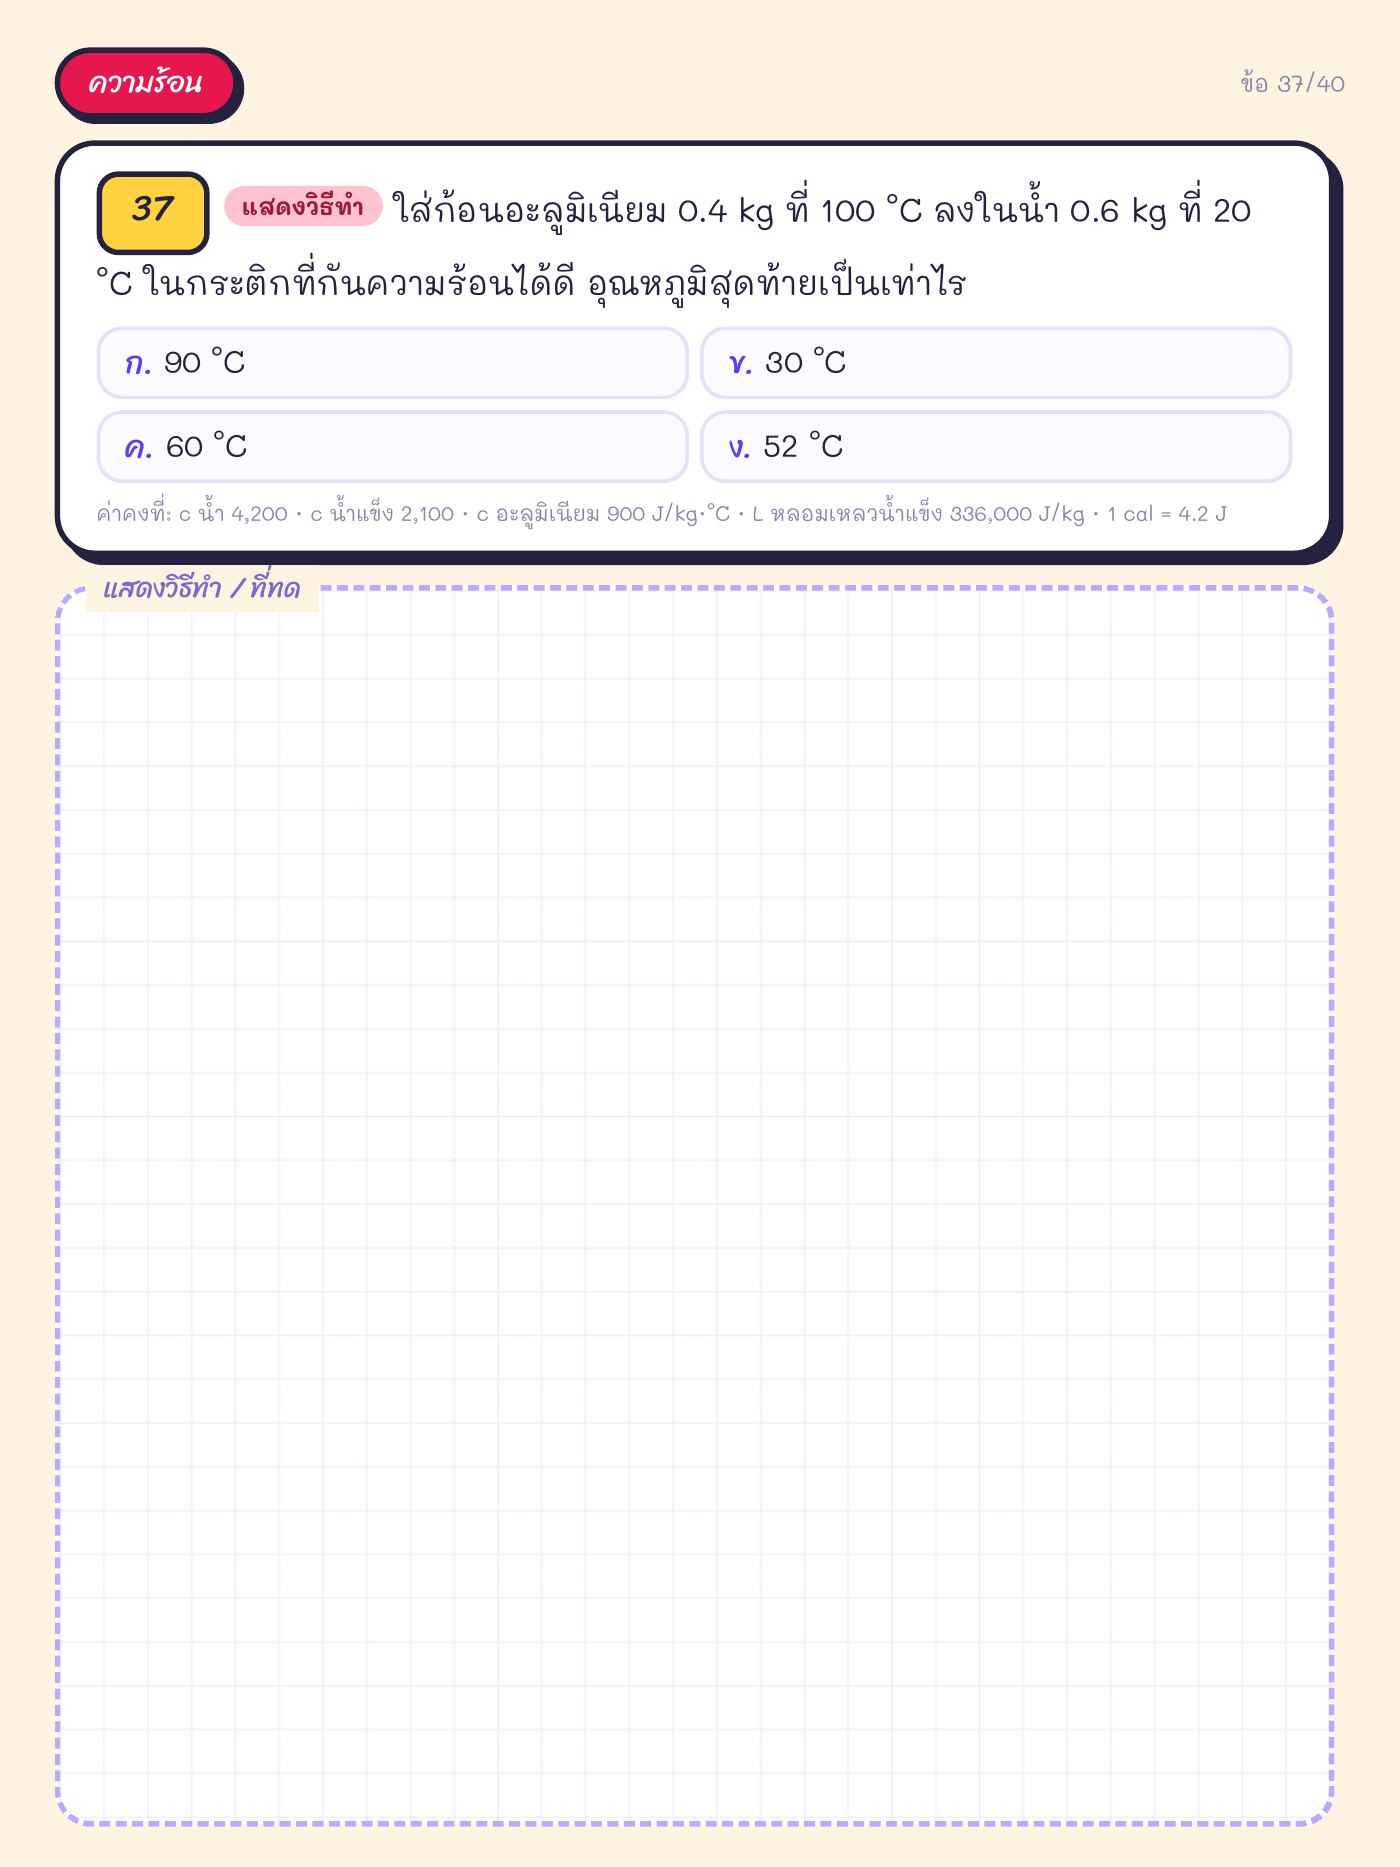 ความร้อน
ข้อ 37/40
37 แสดงวิธีทำ ใส่ก้อนอะลูมิเนียม 0.4 kg ที่ 100 °C ลงในน้ำ 0.6 kg ที่ 20
°C ในกระติกที่กันความร้อนได้ดี อุณหภูมิสุดท้ายเป็นเท่าไร
ก. 90 °C
ข. 30 °C
ค. 60 °C
ง. 52 °C
ค่าคงที่: c น้ำ 4,200 · c น้ำแข็ง 2,100 · c อะลูมิเนียม 900 J/kg·°C · L หลอมเหลวน้ำแข็ง 336,000 J/kg · 1 cal = 4.2 J
แสดงวิธีทำ / ที่ทด